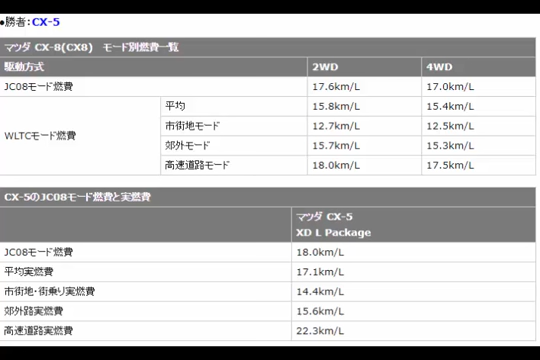 ●勝者：CX-5
マツダ CX-8(CX8)　モード別燃費一覧
駆動方式 2WD 4WD
JC08モード燃費 17.6km/L 17.0km/L
WLTCモード燃費 平均 15.8km/L 15.4km/L
市街地モード 12.7km/L 12.5km/L
郊外モード 15.7km/L 15.3km/L
高速道路モード 18.0km/L 17.5km/L
CX-5のJC08モード燃費と実燃費
マツダ CX-5
XD L Package
JC08モード燃費 18.0km/L
平均実燃費 17.1km/L
市街地・街乗り実燃費 14.4km/L
郊外路実燃費 15.6km/L
高速道路実燃費 22.3km/L